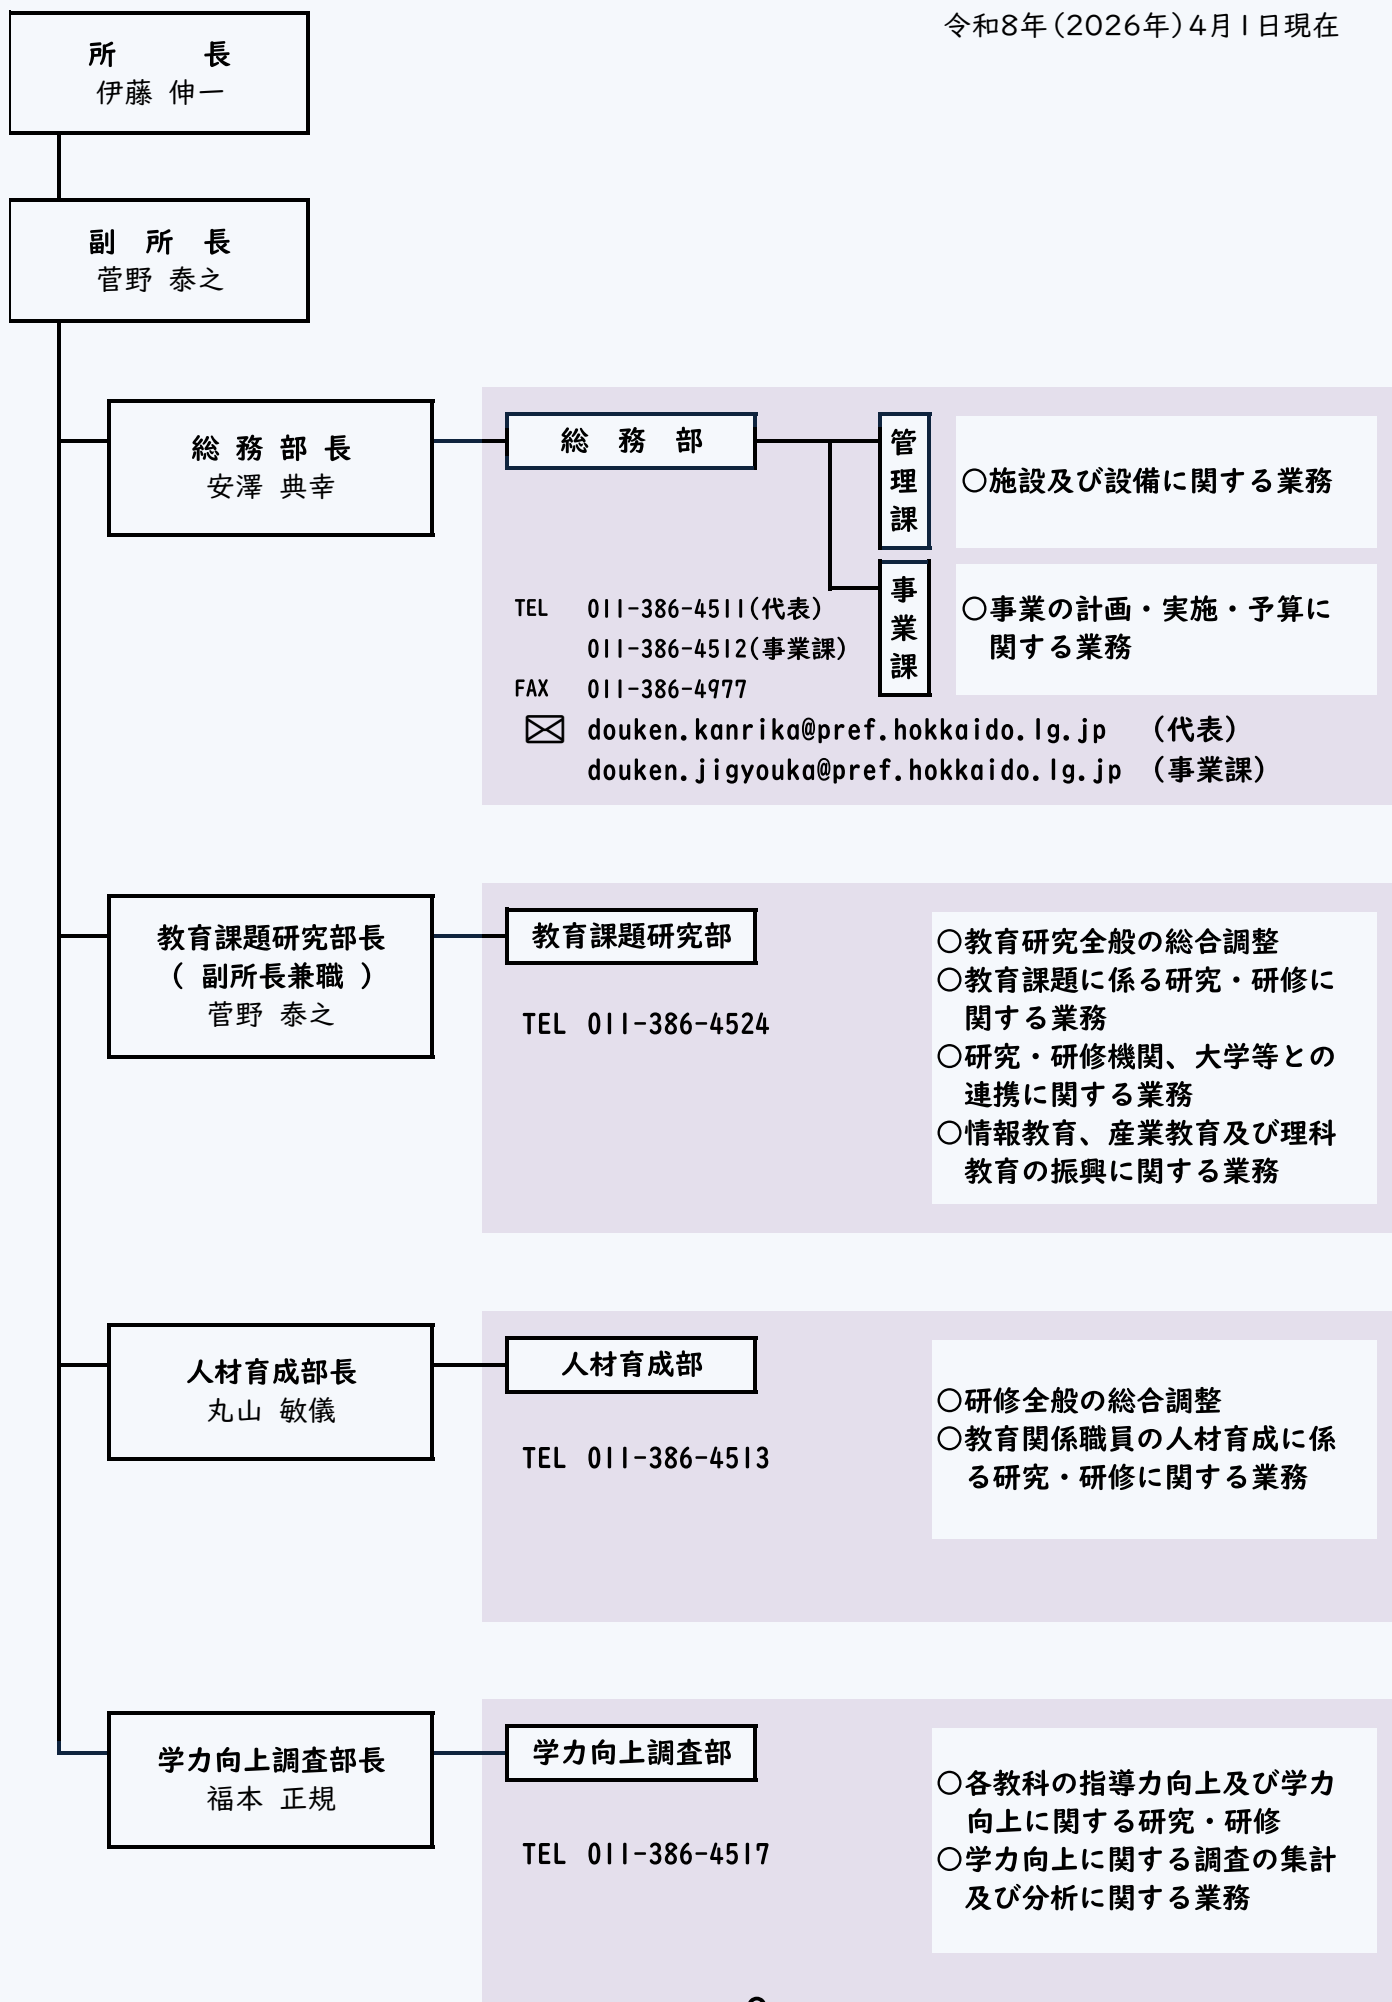 令和8年(2026年)4月1日現在
所　　　長
伊藤 伸一
副　所　長
菅野 泰之
総 務 部 長
安澤 典幸
総　務　部
管理課
○施設及び設備に関する業務
事業課
○事業の計画・実施・予算に
関する業務
TEL 011-386-4511(代表)
011-386-4512(事業課)
FAX 011-386-4977
douken.kanrika@pref.hokkaido.lg.jp （代表）
douken.jigyouka@pref.hokkaido.lg.jp （事業課）
教育課題研究部長
( 副所長兼職 )
菅野 泰之
教育課題研究部
TEL 011-386-4524
○教育研究全般の総合調整
○教育課題に係る研究・研修に
関する業務
○研究・研修機関、大学等との
連携に関する業務
○情報教育、産業教育及び理科
教育の振興に関する業務
人材育成部長
丸山 敏儀
人材育成部
TEL 011-386-4513
○研修全般の総合調整
○教育関係職員の人材育成に係
る研究・研修に関する業務
学力向上調査部長
福本 正規
学力向上調査部
TEL 011-386-4517
○各教科の指導力向上及び学力
向上に関する研究・研修
○学力向上に関する調査の集計
及び分析に関する業務